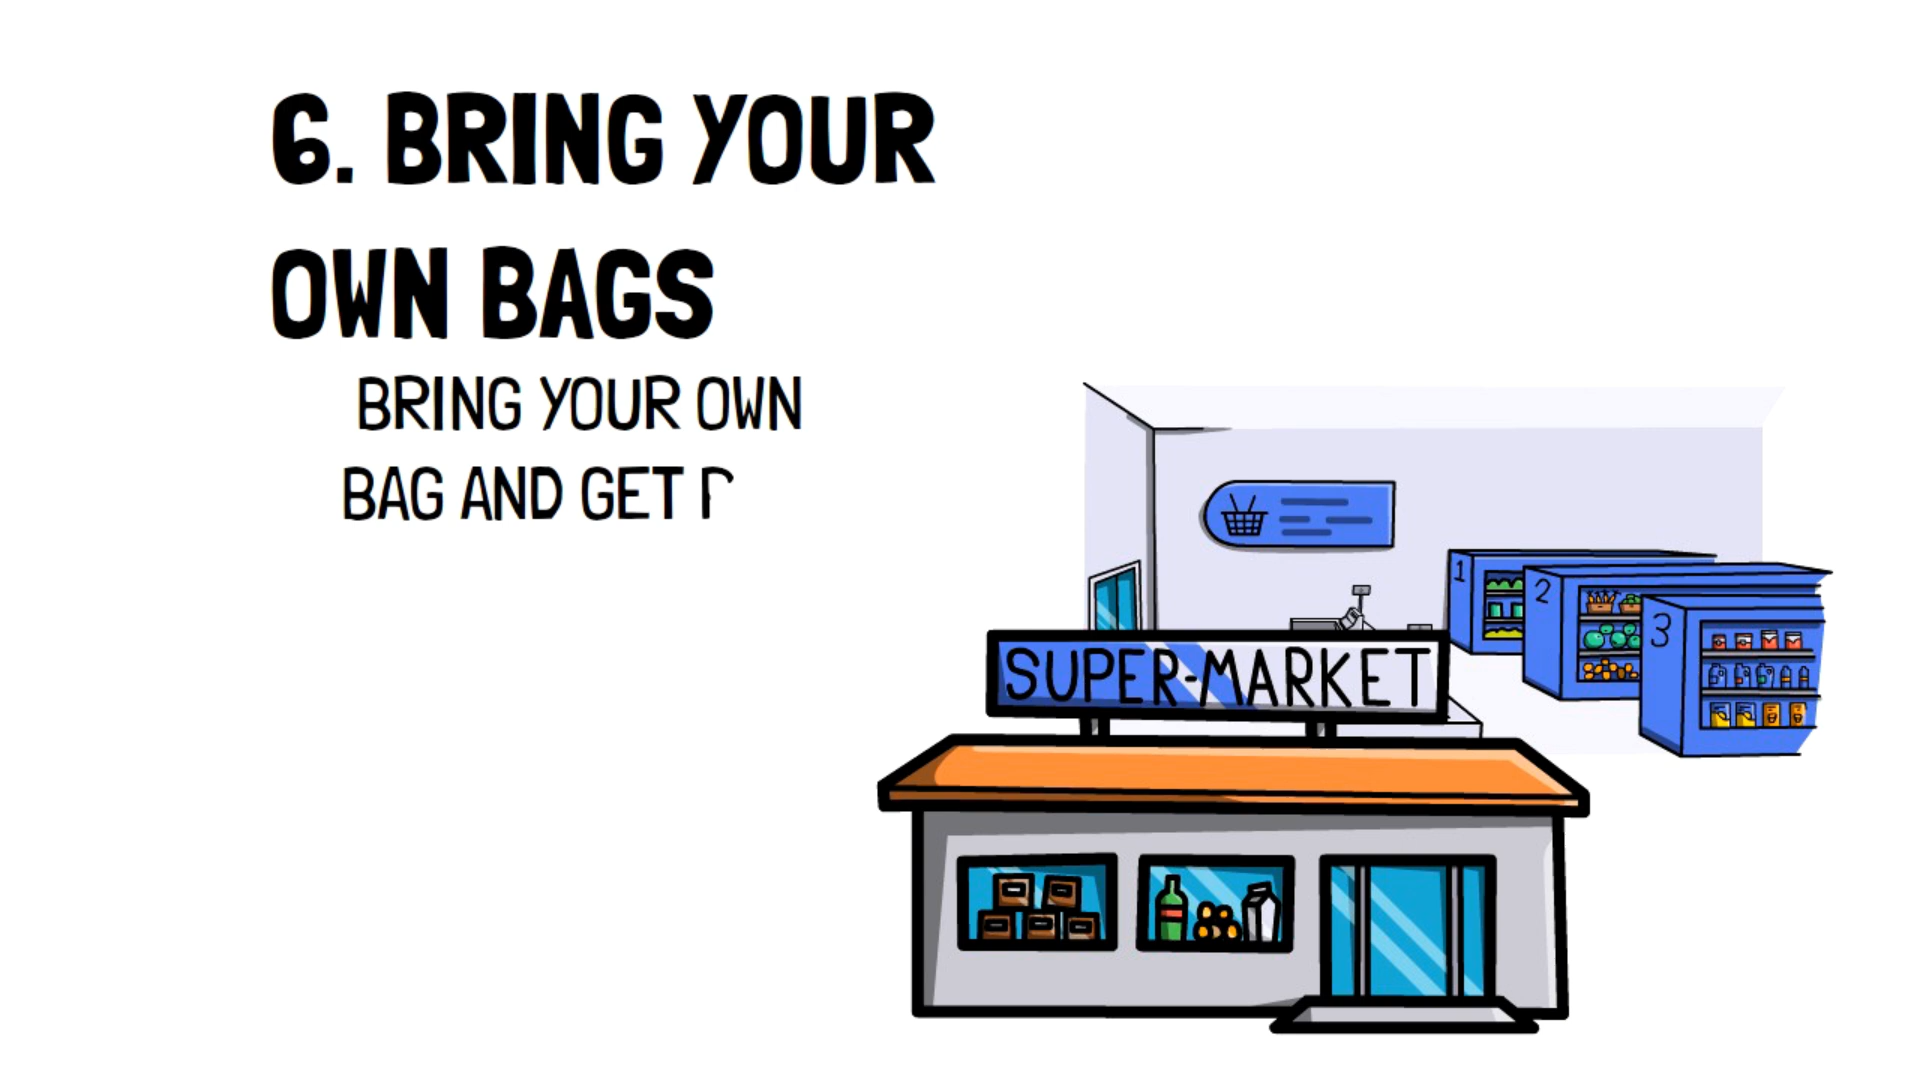 6. BRING YOUR
OWN BAGS
BRING YOUR OWN
BAG AND GET
SUPER-MARKET
1
2
3